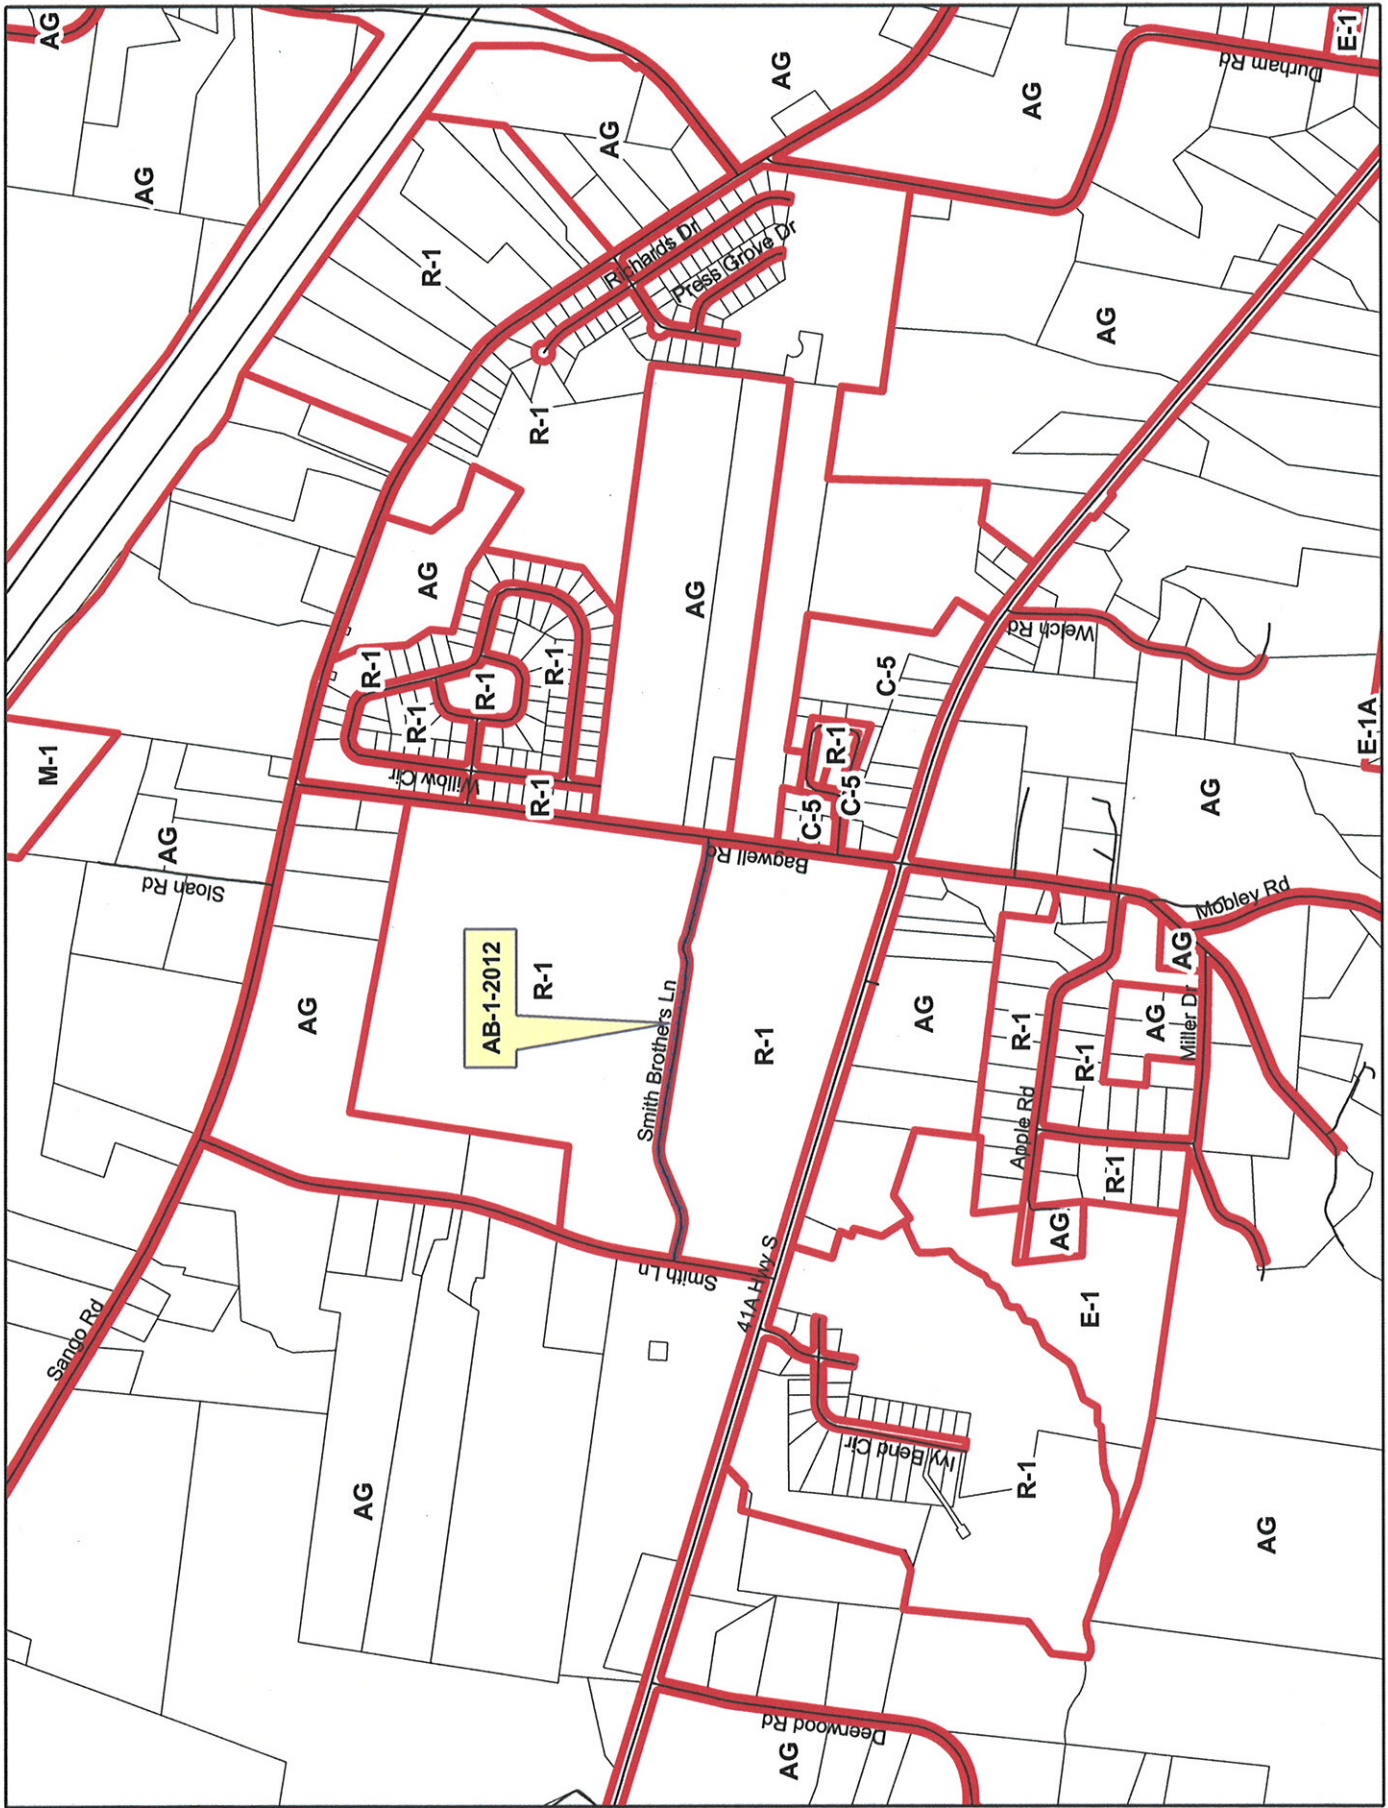 Sango Rd
AG
Deerwood Rd
AG
AG
R-1
Ivy Bend Cir
E-1
41A Hwy S
Smith Ln
Smith Brothers Ln
AB-1-2012
R-1
R-1
AG
Sloan Rd
AG
M-1
AG
Apple Rd
R-1
R-1
R-1
AG
AG
Miller Dr
AG
Mobley Rd
Bagwell Rd
Willow Cir
R-1
R-1
R-1
R-1
R-1
AG
AG
C-5
C-5
R-1
C-5
AG
E-1A
Welch Rd
R-1
R-1
Richards Dr
Press Grove Dr
AG
AG
AG
AG
AG
AG
Durham Rd
E-1